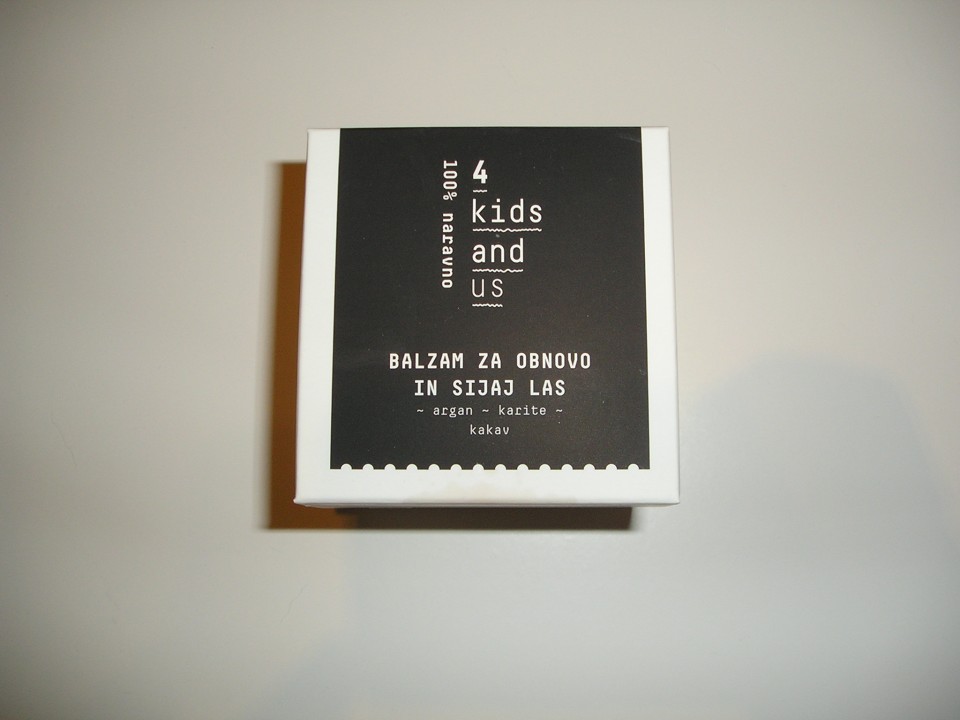 100% naravno
4
kids
and
us
BALZAM ZA OBNOVO
IN SIJAJ LAS
~ argan ~ karite ~
kakav